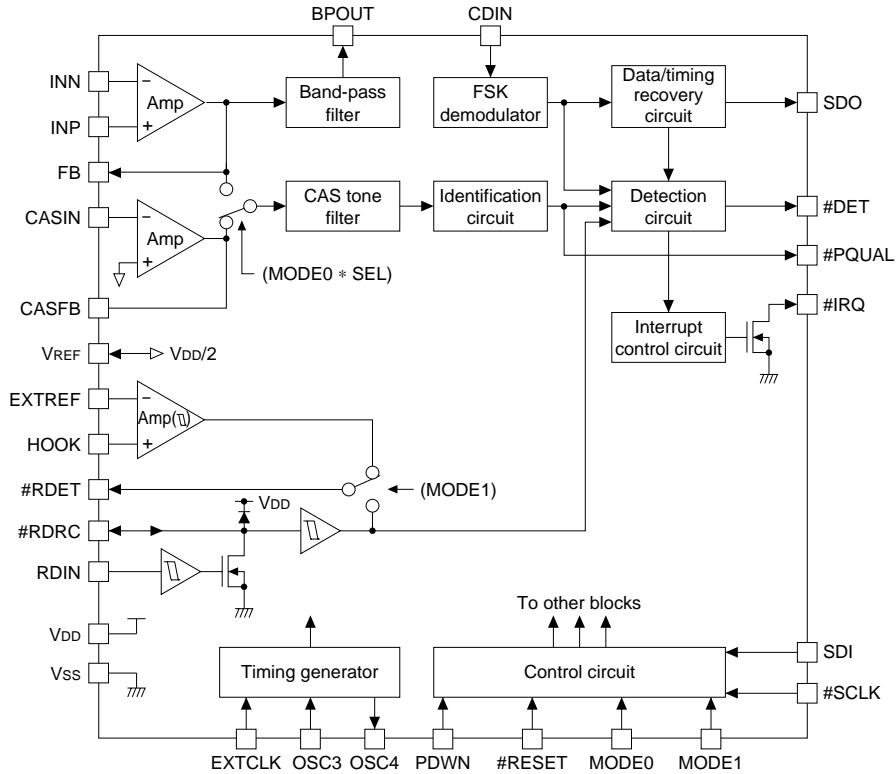 BPOUT
CDIN
INN
INP
FB
CASIN
CASFB
VREF
EXTREF
HOOK
#RDET
#RDRC
RDIN
VDD
VSS
−
Amp
+
Band-pass
filter
FSK
demodulator
Data/timing
recovery
circuit
SDO
−
Amp
+
CAS tone
filter
Identification
circuit
Detection
circuit
#DET
#PQUAL
(MODE0 ∗ SEL)
#IRQ
Interrupt
control circuit
VDD/2
−
Amp( )
+
(MODE1)
VDD
To other blocks
Timing generator
Control circuit
SDI
#SCLK
EXTCLK
OSC3
OSC4
PDWN
#RESET
MODE0
MODE1